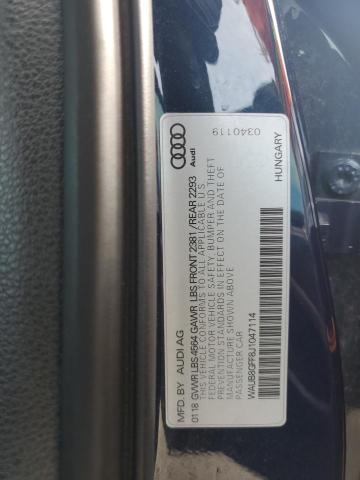 MFD. BY AUDI AG
0118 GVWR LBS 4564 GAWR LBS FRONT 2381 / REAR 2293
THIS VEHICLE CONFORMS TO ALL APPLICABLE U.S.
FEDERAL MOTOR VEHICLE SAFETY, BUMPER AND THEFT
PREVENTION STANDARDS IN EFFECT ON THE DATE OF
MANUFACTURE SHOWN ABOVE
PASSENGER CAR
WAUB8GFF8J1047114
HUNGARY
Audi
0340119